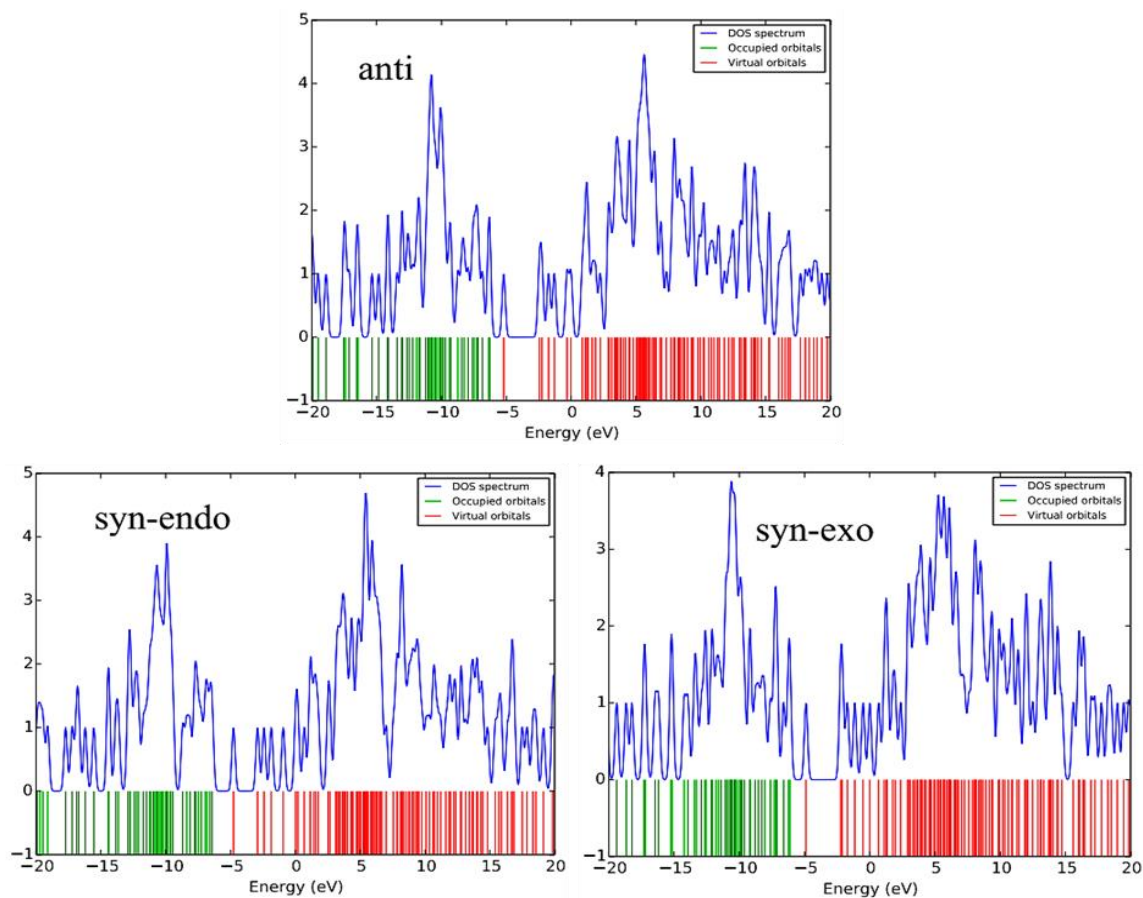 anti
DOS spectrum
Occupied orbitals
Virtual orbitals
5
4
3
2
1
0
−1
−20 −15 −10 −5 0 5 10 15 20
Energy (eV)
syn-endo
DOS spectrum
Occupied orbitals
Virtual orbitals
5
4
3
2
1
0
−1
−20 −15 −10 −5 0 5 10 15 20
Energy (eV)
syn-exo
DOS spectrum
Occupied orbitals
Virtual orbitals
4
3
2
1
0
−1
−20 −15 −10 −5 0 5 10 15 20
Energy (eV)